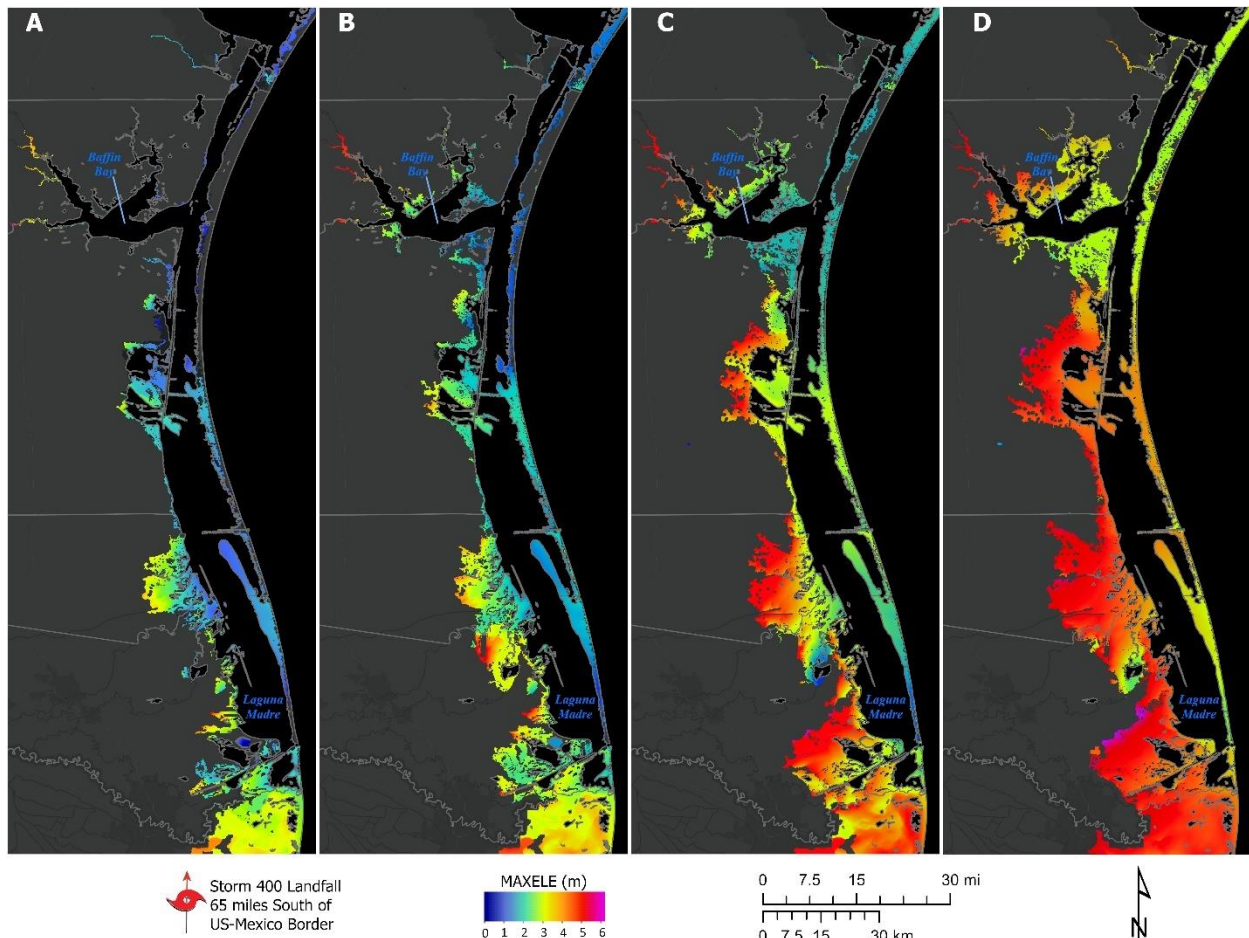 A
B
C
D
Baffin
Bay
Baffin
Bay
Baffin
Bay
Baffin
Bay
Laguna
Madre
Laguna
Madre
Laguna
Madre
Laguna
Madre
Storm 400 Landfall
65 miles South of
US-Mexico Border
MAXELE (m)
0 1 2 3 4 5 6
0 7.5 15 30 mi
0 7.5 15 30 km
N